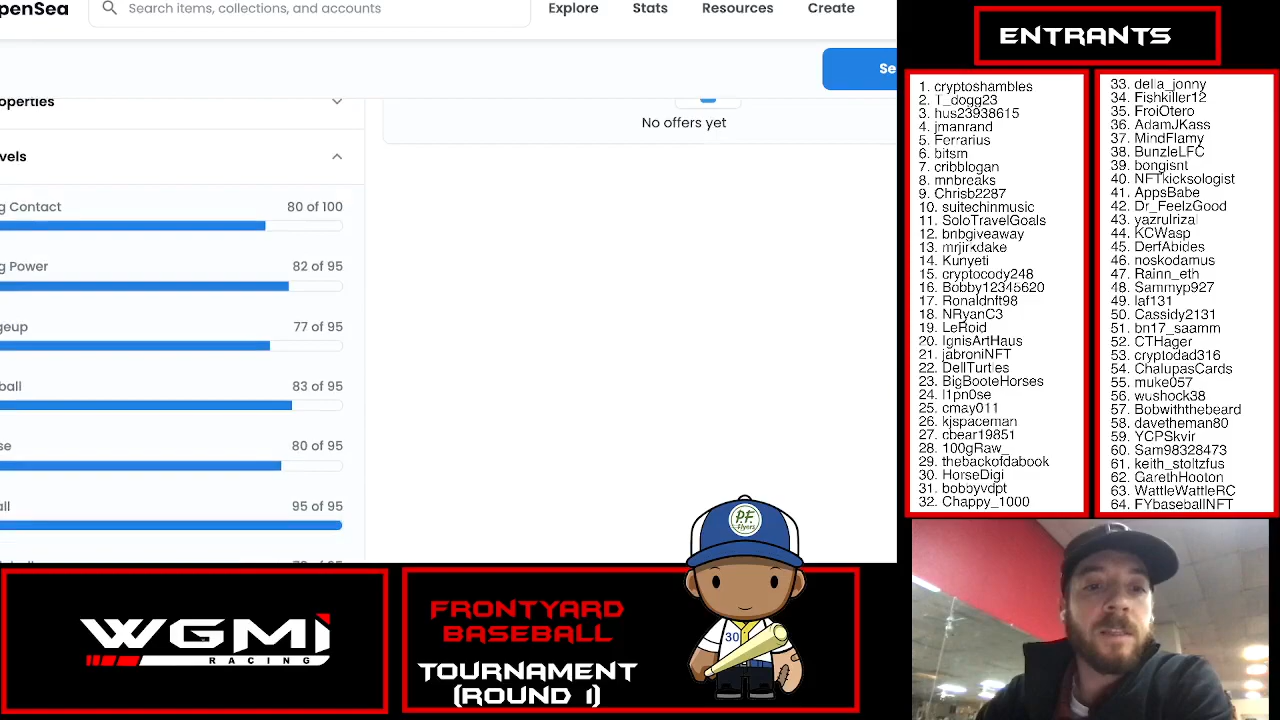 penSea
Search items, collections, and accounts
Explore
Stats
Resources
Create
Se
operties
vels
g Contact
80 of 100
g Power
82 of 95
geup
77 of 95
ball
83 of 95
se
80 of 95
all
95 of 95
No offers yet
ENTRANTS
1. cryptoshambles
2. T_dogg23
3. hus23938615
4. jmanrand
5. Ferrarius
6. bitsm
7. cribblogan
8. mnbreaks
9. Chrisb2287
10. suitechinmusic
11. SoloTravelGoals
12. bnbgiveaway
13. mrjirkdake
14. Kunyeti
15. cryptocody248
16. Bobby12345620
17. Ronaldnft98
18. NRyanC3
19. LeRoid
20. IgnisArtHaus
21. jabroniNFT
22. DellTurtles
23. BigBooteHorses
24. l1pn0se
25. cmay011
26. kjspaceman
27. cbear19851
28. 100gRaw_
29. thebackofdabook
30. HorseDigi
31. bobbyvdpt
32. Chappy_1000
33. della_jonny
34. Fishkiller12
35. FroiOtero
36. AdamJKass
37. MindFlamy
38. BunzleLFC
39. bongisnt
40. NFTkicksologist
41. AppsBabe
42. Dr_FeelzGood
43. yazrulrizal
44. KCWasp
45. DerfAbides
46. noskodamus
47. Rainn_eth
48. Sammyp927
49. laf131
50. Cassidy2131
51. bn17_saamm
52. CTHager
53. cryptodad316
54. ChalupasCards
55. muke057
56. wushock38
57. Bobwiththebeard
58. davetheman80
59. YCPSkvir
60. Sam98328473
61. keith_stoltzfus
62. GarethHooton
63. WattleWattleRC
64. FYbaseballNFT
WGMI
RACING
FRONTYARD
BASEBALL
TOURNAMENT
(ROUND 1)
P.F.
Flyers
30